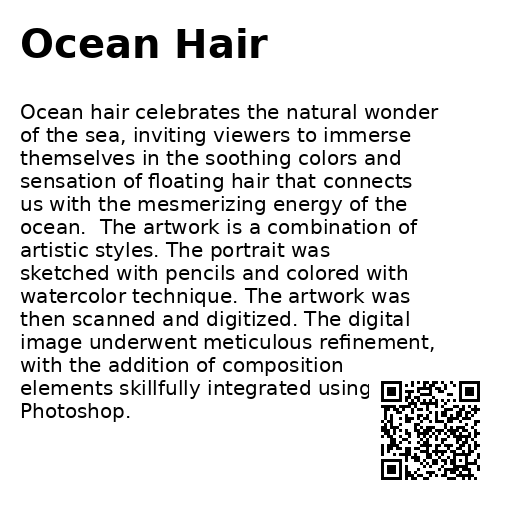 Ocean Hair
Ocean hair celebrates the natural wonder
of the sea, inviting viewers to immerse
themselves in the soothing colors and
sensation of floating hair that connects
us with the mesmerizing energy of the
ocean.  The artwork is a combination of
artistic styles. The portrait was
sketched with pencils and colored with
watercolor technique. The artwork was
then scanned and digitized. The digital
image underwent meticulous refinement,
with the addition of composition
elements skillfully integrated using
Photoshop.